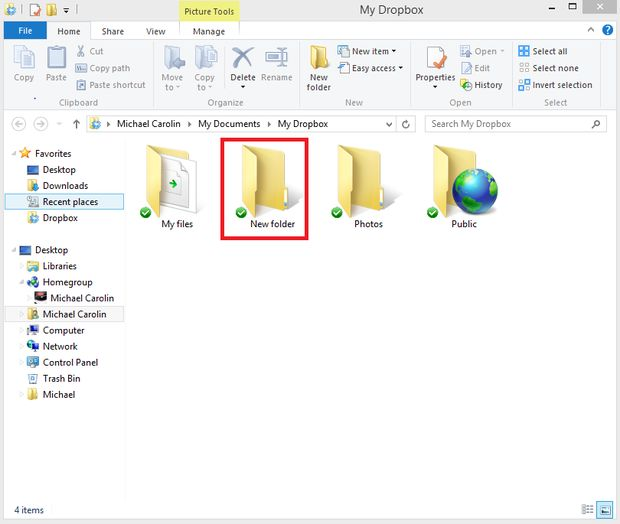 Picture Tools
My Dropbox
File
Home
Share
View
Manage
Copy
Paste
Cut
Copy path
Paste shortcut
Clipboard
Move to
Copy to
Delete
Rename
Organize
New folder
New item
Easy access
New
Properties
Open
Edit
History
Open
Select all
Select none
Invert selection
Select
Michael Carolin
My Documents
My Dropbox
Search My Dropbox
Favorites
Desktop
Downloads
Recent places
Dropbox
Desktop
Libraries
Homegroup
Michael Carolin
Michael Carolin
Computer
Network
Control Panel
Trash Bin
Michael
My files
New folder
Photos
Public
4 items